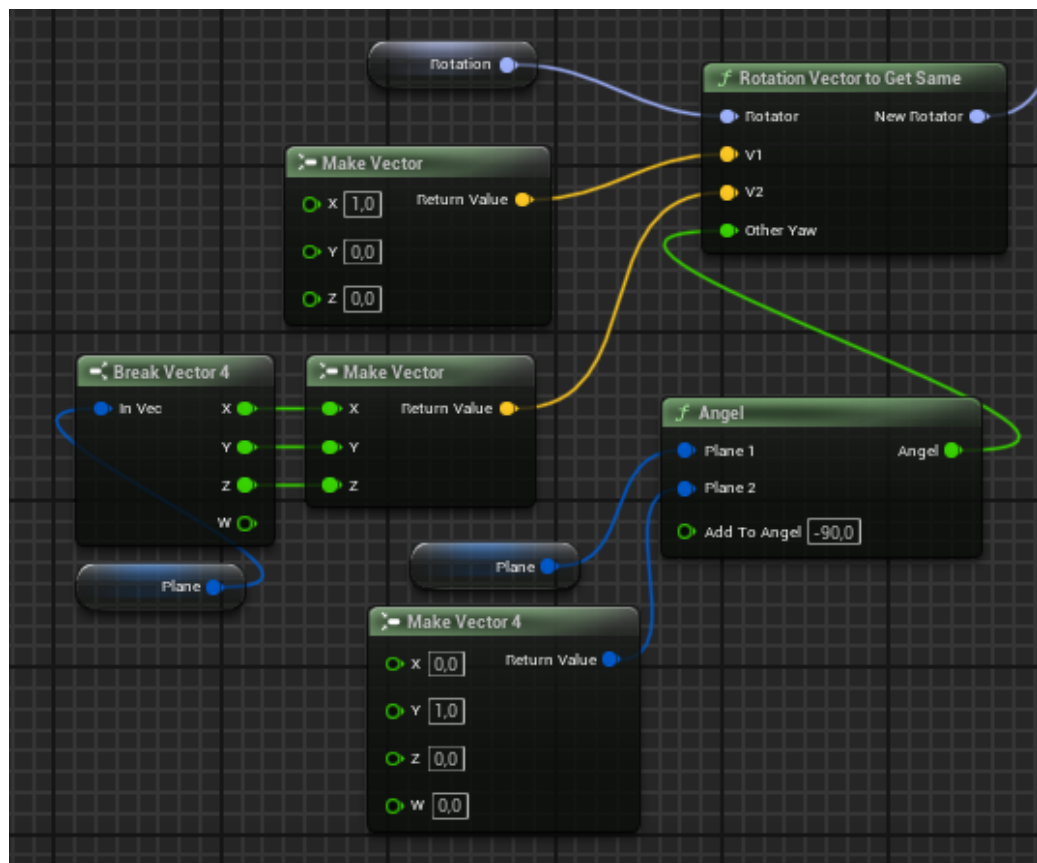 Rotation
Rotation Vector to Get Same
Rotator New Rotator
V1
V2
Other Yaw
Make Vector
X 1,0 Return Value
Y 0,0
Z 0,0
Break Vector 4
In Vec X
Y
Z
W
Make Vector
X Return Value
Y
Z
Plane
Angel
Plane 1 Angel
Plane 2
Add To Angel -90,0
Plane
Make Vector 4
X 0,0 Return Value
Y 1,0
Z 0,0
W 0,0